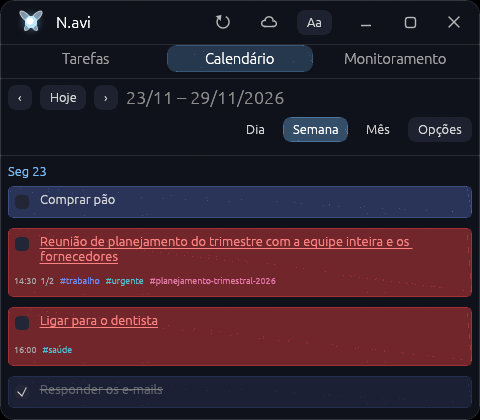 N.avi
Aa
Tarefas
Calendário
Monitoramento
‹
Hoje
›
23/11 – 29/11/2026
Dia
Semana
Mês
Opções
Seg 23
Comprar pão
Reunião de planejamento do trimestre com a equipe inteira e os
fornecedores
14:30 1/2 #trabalho #urgente #planejamento-trimestral-2026
Ligar para o dentista
16:00 #saúde
Responder os e-mails